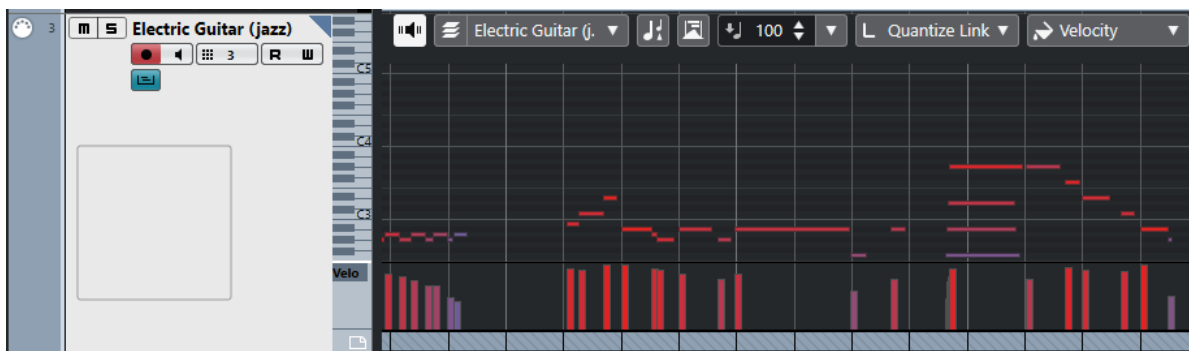 3 m S Electric Guitar (jazz)
3 R W
Electric Guitar (j. 100 L Quantize Link Velocity
C5
C4
C3
Velo